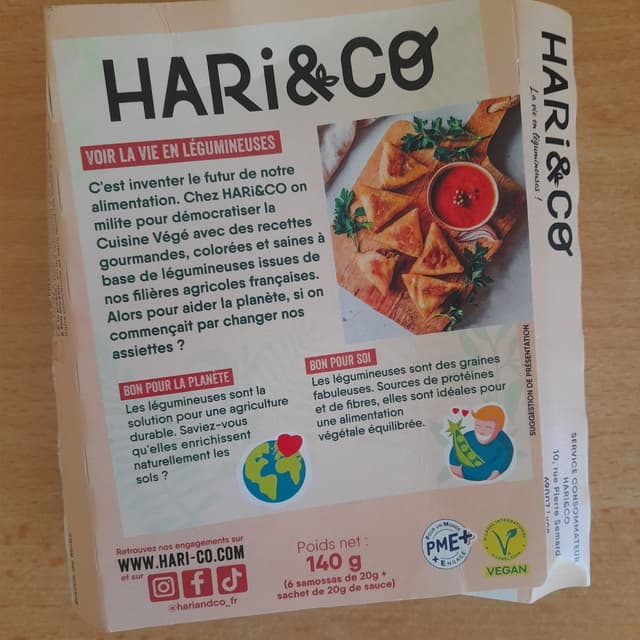 HARi&CO
VOIR LA VIE EN LÉGUMINEUSES
C'est inventer le futur de notre
alimentation. Chez HARi&CO on
milite pour démocratiser la
Cuisine Végé avec des recettes
gourmandes, colorées et saines à
base de légumineuses issues de
nos filières agricoles françaises.
Alors pour aider la planète, si on
commençait par changer nos
assiettes ?
BON POUR LA PLANÈTE
Les légumineuses sont la
solution pour une agriculture
durable. Saviez-vous
qu'elles enrichissent
naturellement les
sols ?
BON POUR SOI
Les légumineuses sont des graines
fabuleuses. Sources de protéines
et de fibres, elles sont idéales pour
une alimentation
végétale équilibrée.
SUGGESTION DE PRÉSENTATION
Retrouvez nos engagements sur
WWW.HARI-CO.COM
et sur
@hariandco_fr
Poids net :
140 g
(6 samossas de 20g +
sachet de 20g de sauce)
POUR UN MONDE
PME+
+ ENGAGÉ
V-LABEL INTERNATIONAL
VEGAN
HARi&CO
La vie en légumineuses !
SERVICE CONSOMMATEUR
HARi&CO
10, rue Pierre Semard